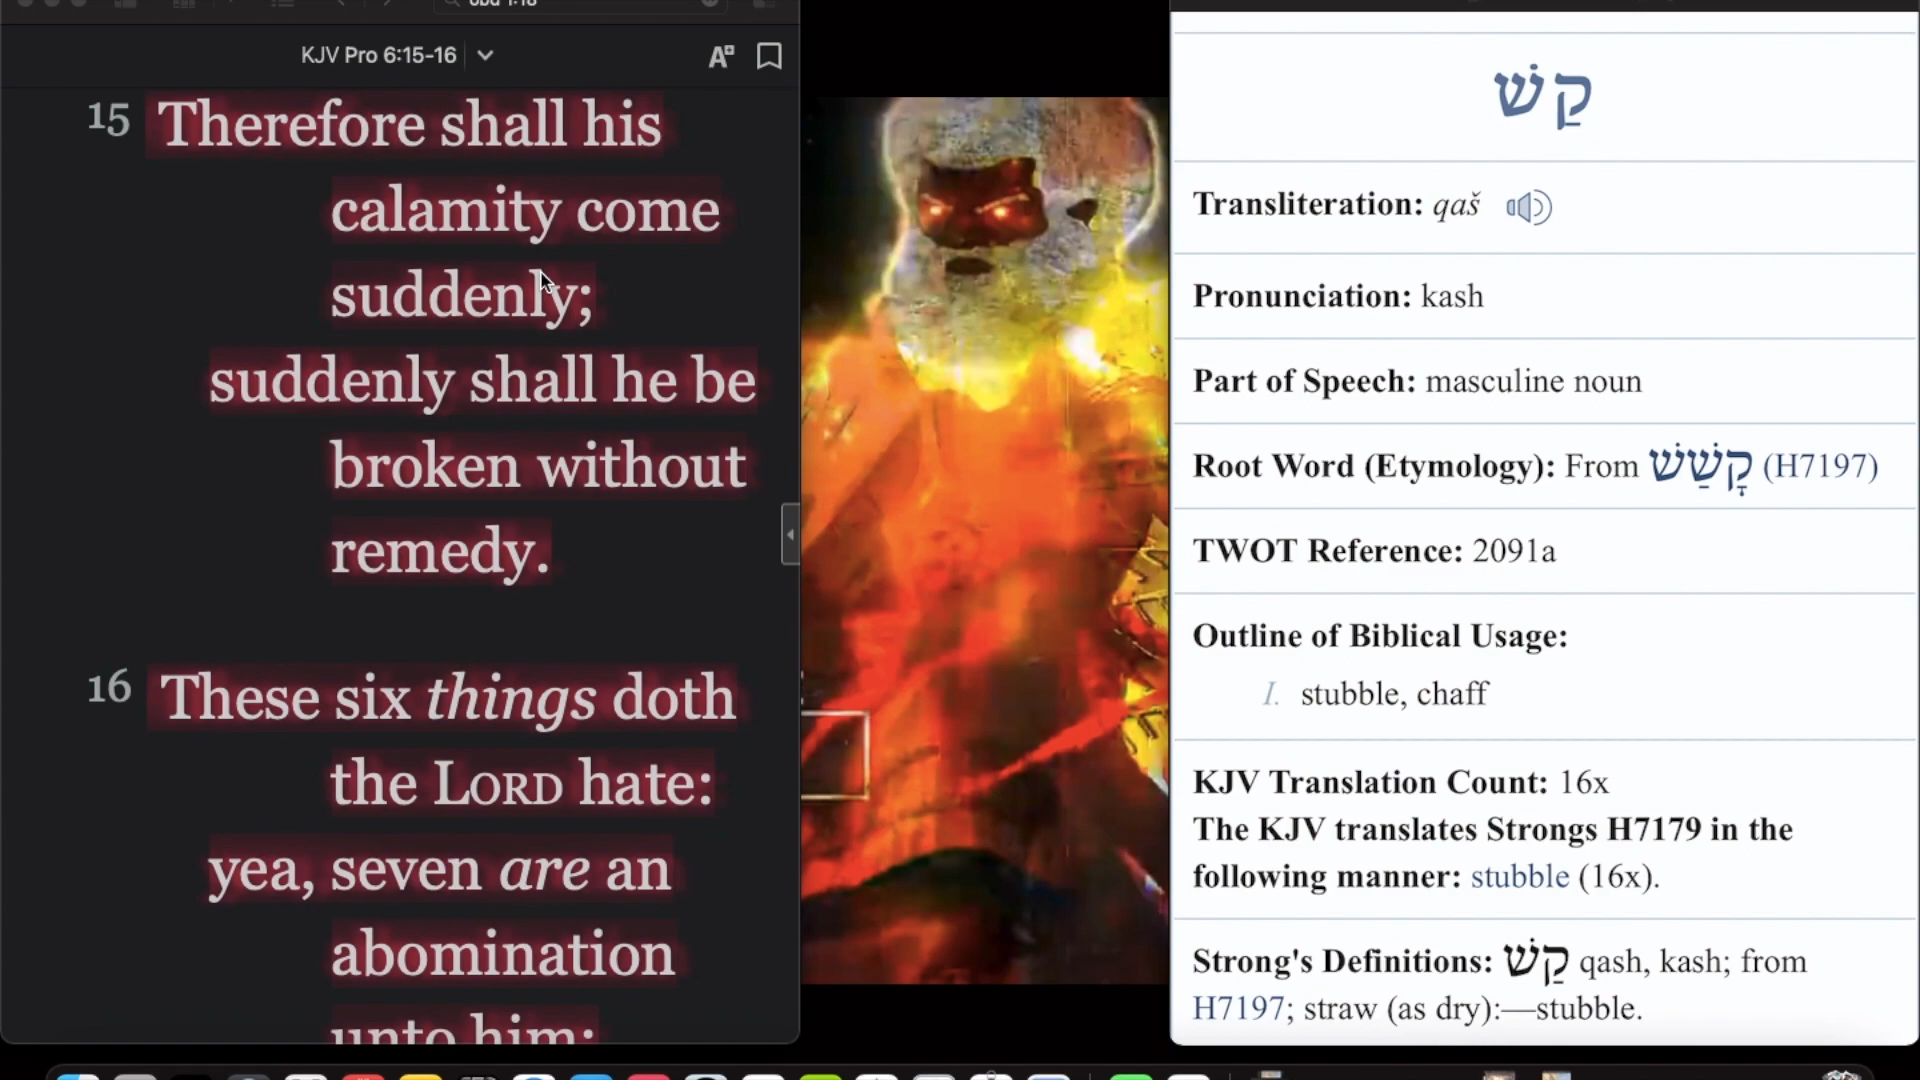 KJV Pro 6:15-16
15 Therefore shall his
calamity come
suddenly;
suddenly shall he be
broken without
remedy.
16 These six things doth
the LORD hate:
yea, seven are an
abomination
unto him:
קַשׁ
Transliteration: qaš
Pronunciation: kash
Part of Speech: masculine noun
Root Word (Etymology): From קָשַׁשׁ (H7197)
TWOT Reference: 2091a
Outline of Biblical Usage:
I. stubble, chaff
KJV Translation Count: 16x
The KJV translates Strongs H7179 in the
following manner: stubble (16x).
Strong's Definitions: קַשׁ qash, kash; from
H7197; straw (as dry):—stubble.